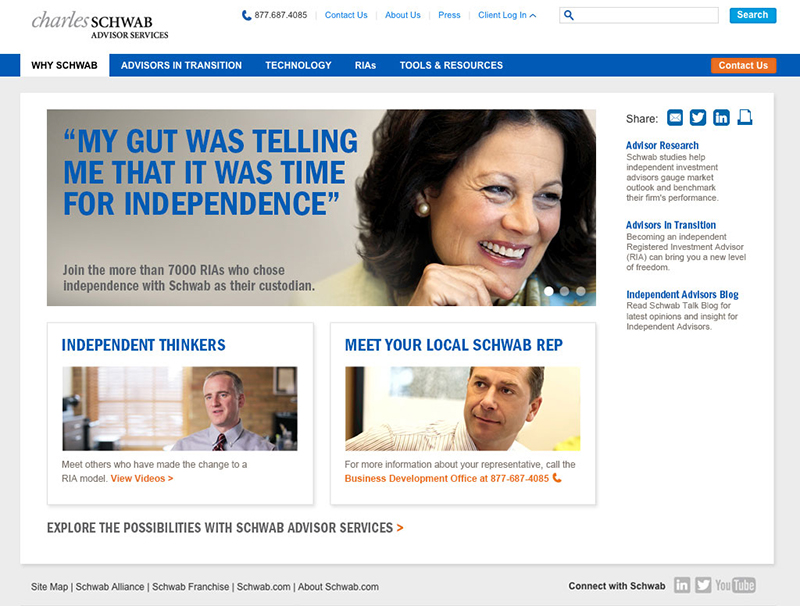 charles SCHWAB
ADVISOR SERVICES
877.687.4085 | Contact Us | About Us | Press | Client Log In
Search
WHY SCHWAB ADVISORS IN TRANSITION TECHNOLOGY RIAs TOOLS & RESOURCES Contact Us
“MY GUT WAS TELLING
ME THAT IT WAS TIME
FOR INDEPENDENCE”
Join the more than 7000 RIAs who chose
independence with Schwab as their custodian.
Share:
Advisor Research
Schwab studies help
independent investment
advisors gauge market
outlook and benchmark
their firm's performance.
Advisors In Transition
Becoming an independent
Registered Investment Advisor
(RIA) can bring you a new level
of freedom.
Independent Advisors Blog
Read Schwab Talk Blog for
latest opinions and insight for
Independent Advisors.
INDEPENDENT THINKERS
Meet others who have made the change to a
RIA model. View Videos >
MEET YOUR LOCAL SCHWAB REP
For more information about your representative, call the
Business Development Office at 877-687-4085
EXPLORE THE POSSIBILITIES WITH SCHWAB ADVISOR SERVICES >
Site Map | Schwab Alliance | Schwab Franchise | Schwab.com | About Schwab.com
Connect with Schwab in YouTube